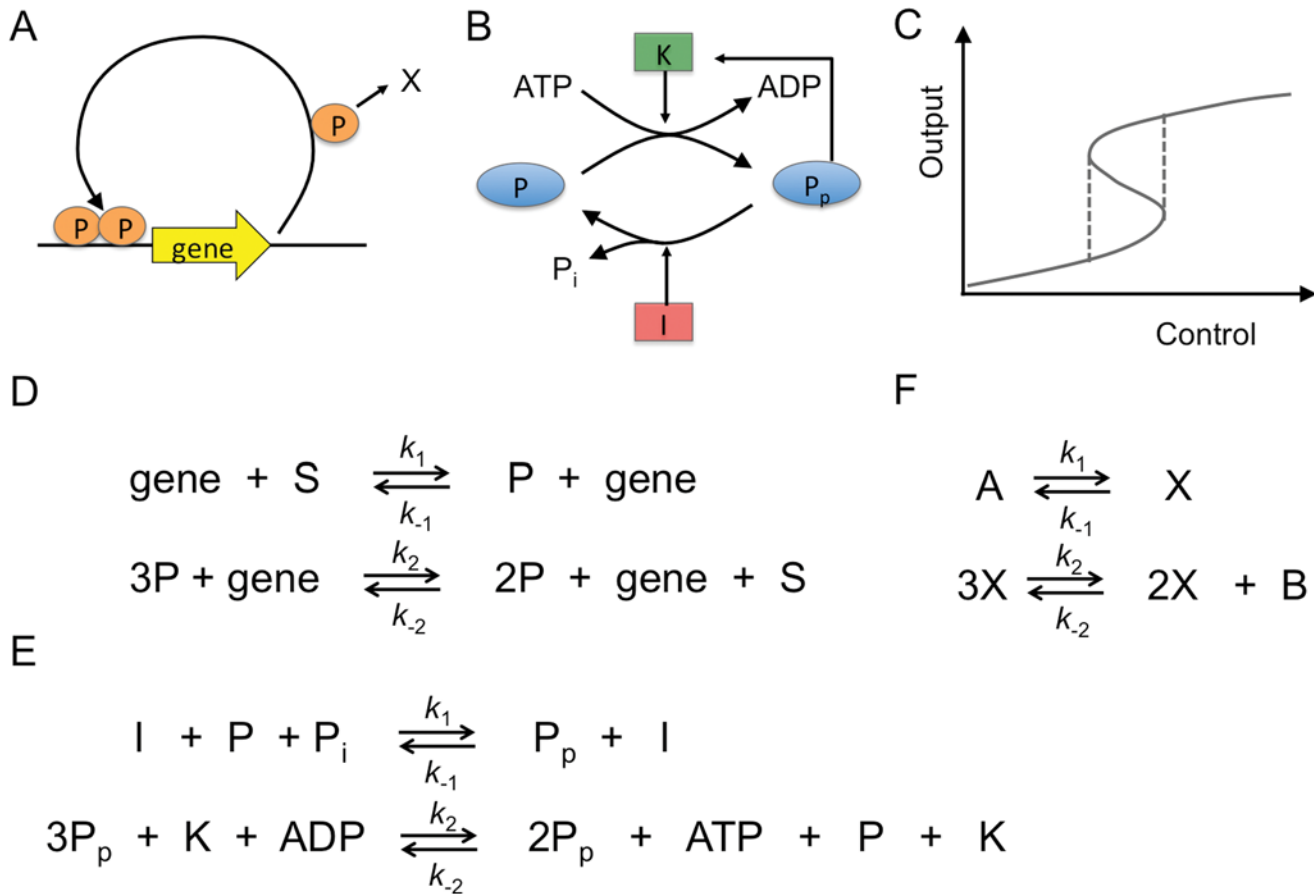 A
P
X
P P
gene
B
K
ATP ADP
P Pp
Pi
I
C
Output
Control
D
gene + S k1 k-1 P + gene
3P + gene k2 k-2 2P + gene + S
E
I + P + Pi k1 k-1 Pp + I
3Pp + K + ADP k2 k-2 2Pp + ATP + P + K
F
A k1 k-1 X
3X k2 k-2 2X + B